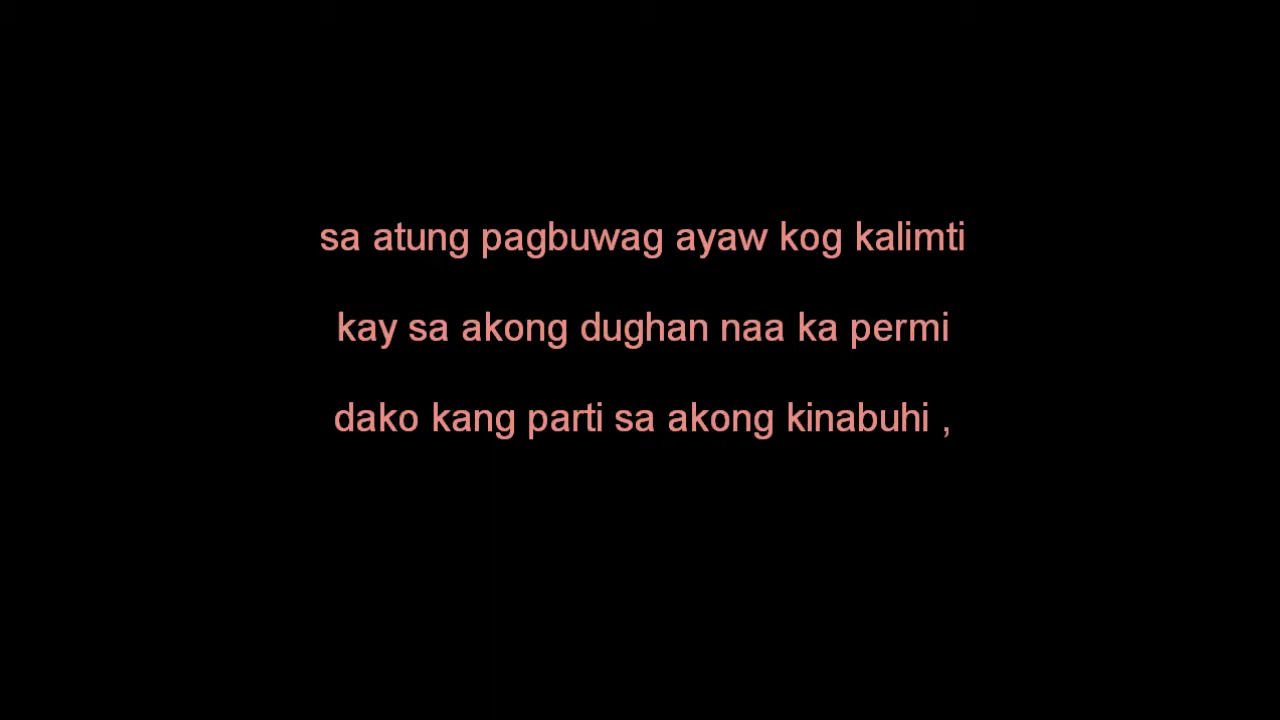 sa atung pagbuwag ayaw kog kalimti
kay sa akong dughan naa ka permi
dako kang parti sa akong kinabuhi ,